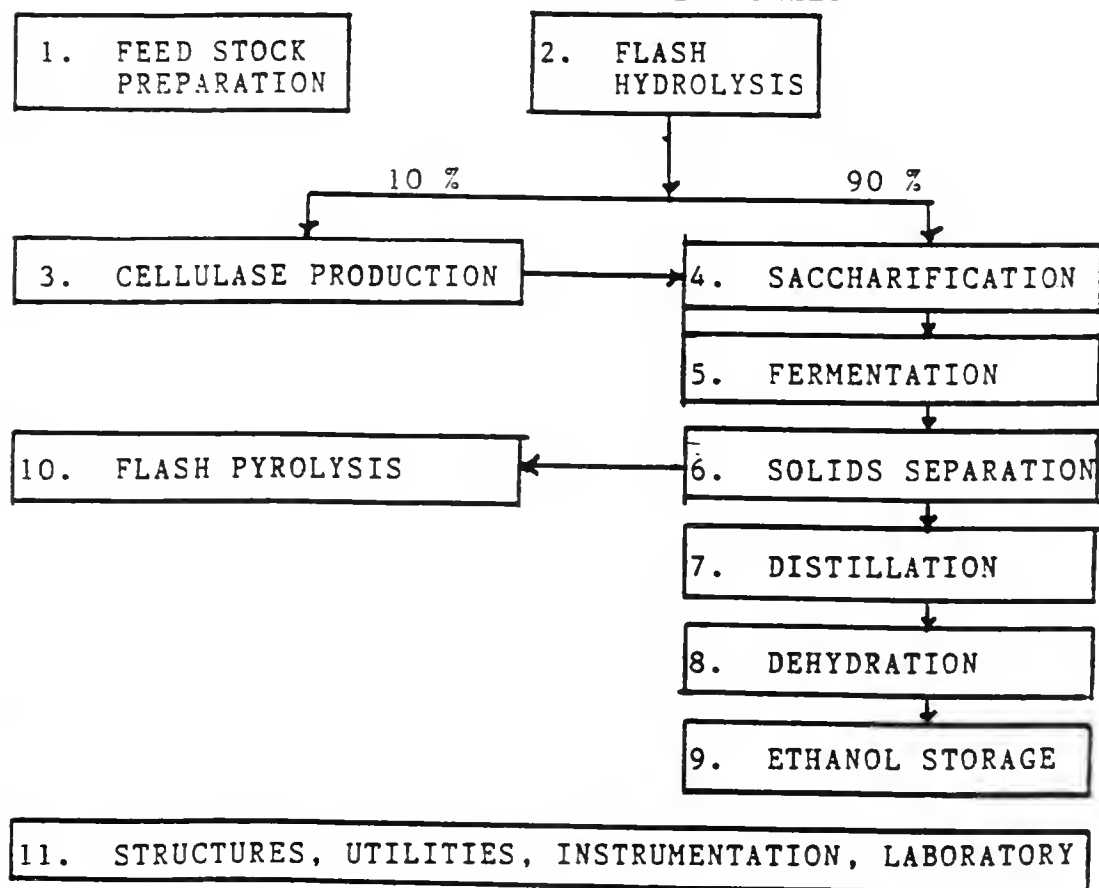 1. FEED STOCK
PREPARATION
2. FLASH
HYDROLYSIS
10 %
90 %
3. CELLULASE PRODUCTION
4. SACCHARIFICATION
5. FERMENTATION
10. FLASH PYROLYSIS
6. SOLIDS SEPARATION
7. DISTILLATION
8. DEHYDRATION
9. ETHANOL STORAGE
11. STRUCTURES, UTILITIES, INSTRUMENTATION, LABORATORY